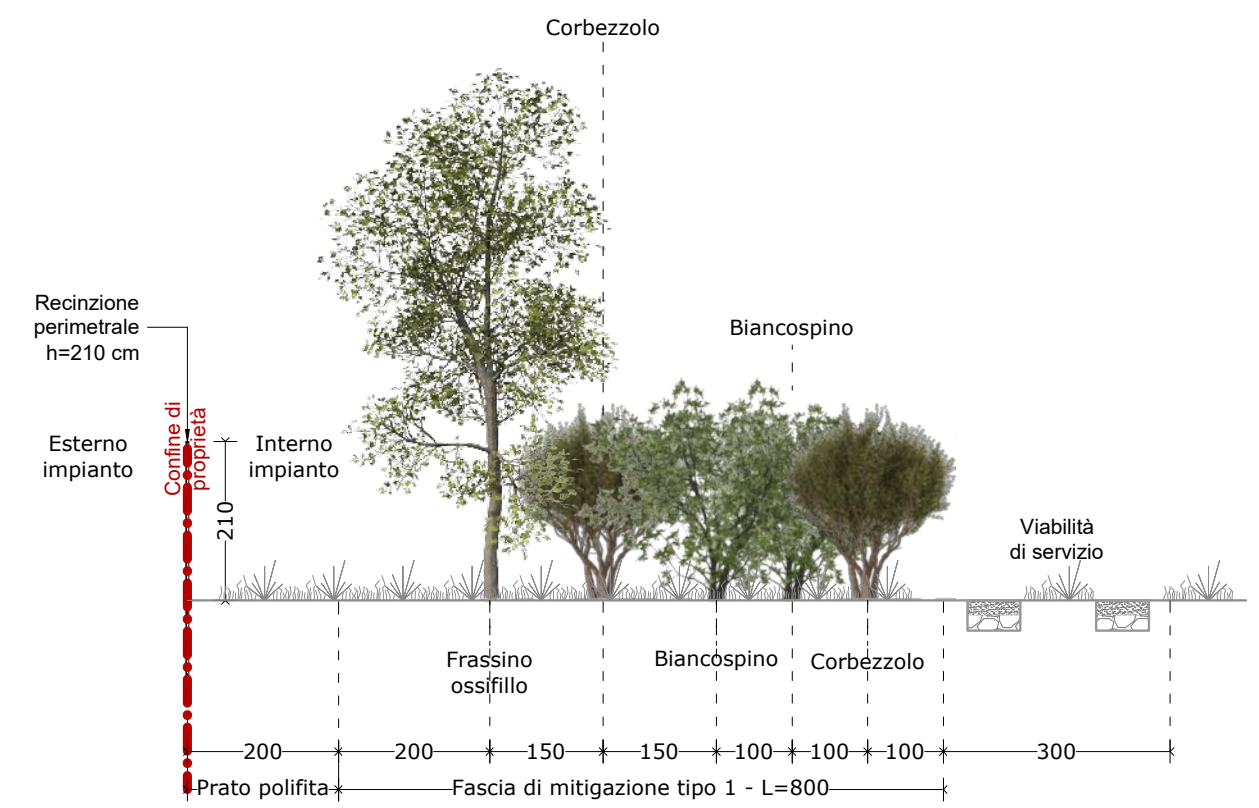 Corbezzolo
Biancospino
Recinzione
perimetrale
h=210 cm
Esterno
impianto
Confine di
proprietà
Interno
impianto
210
Viabilità
di servizio
Frassino
ossifillo
Biancospino
Corbezzolo
200
200
150
150
100
100
100
300
Prato polifita
Fascia di mitigazione tipo 1 - L=800